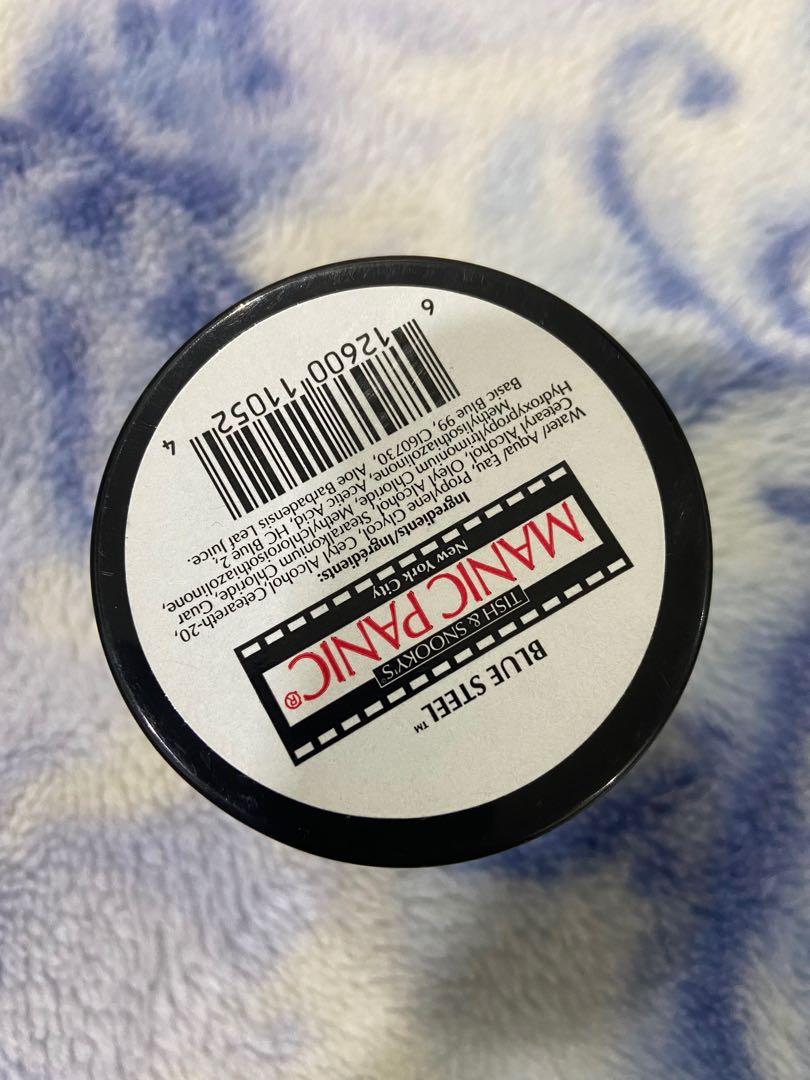 BLUE STEEL™
TISH & SNOOKY'S®
MANIC PANIC®
New York City
Ingredients/Ingrédients:
Water/ Aqua/ Eau, Propylene Glycol, Cetyl Alcohol, Ceteareth-20,
Cetearyl Alcohol, Oleyl Alcohol, Stearalkonium Chloride, Guar
Hydroxypropyltrimonium Chloride, Methylchloroisothiazolinone,
Methylisothiazolinone, Acetic Acid, HC Blue 2,
Basic Blue 99, CI60730, Aloe Barbadensis Leaf Juice.
6 12600 11052 4